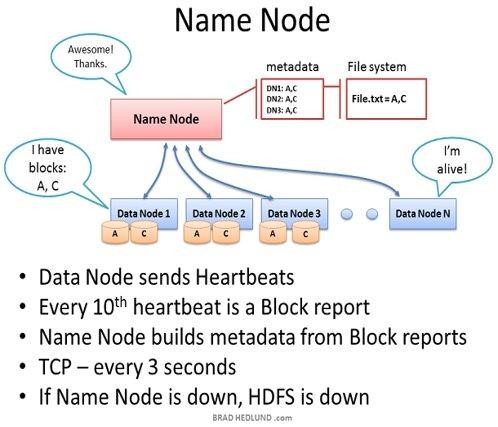 Name Node
Awesome!
Thanks.
metadata
File system
DN1: A,C
DN2: A,C
DN3: A,C
File.txt = A,C
Name Node
I have
blocks:
A, C
I'm
alive!
Data Node 1
Data Node 2
Data Node 3
Data Node N
A
C
A
C
A
C
• Data Node sends Heartbeats
• Every 10th heartbeat is a Block report
• Name Node builds metadata from Block reports
• TCP – every 3 seconds
• If Name Node is down, HDFS is down
BRAD HEDLUND .com